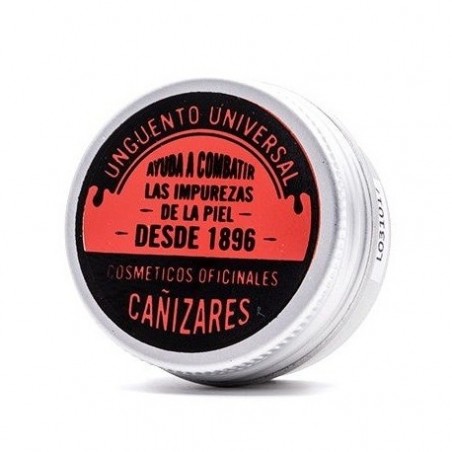 UNGUENTO UNIVERSAL
AYUDA A COMBATIR
LAS IMPUREZAS
- DE LA PIEL -
- DESDE 1896 -
COSMETICOS OFICINALES
CAÑIZARES